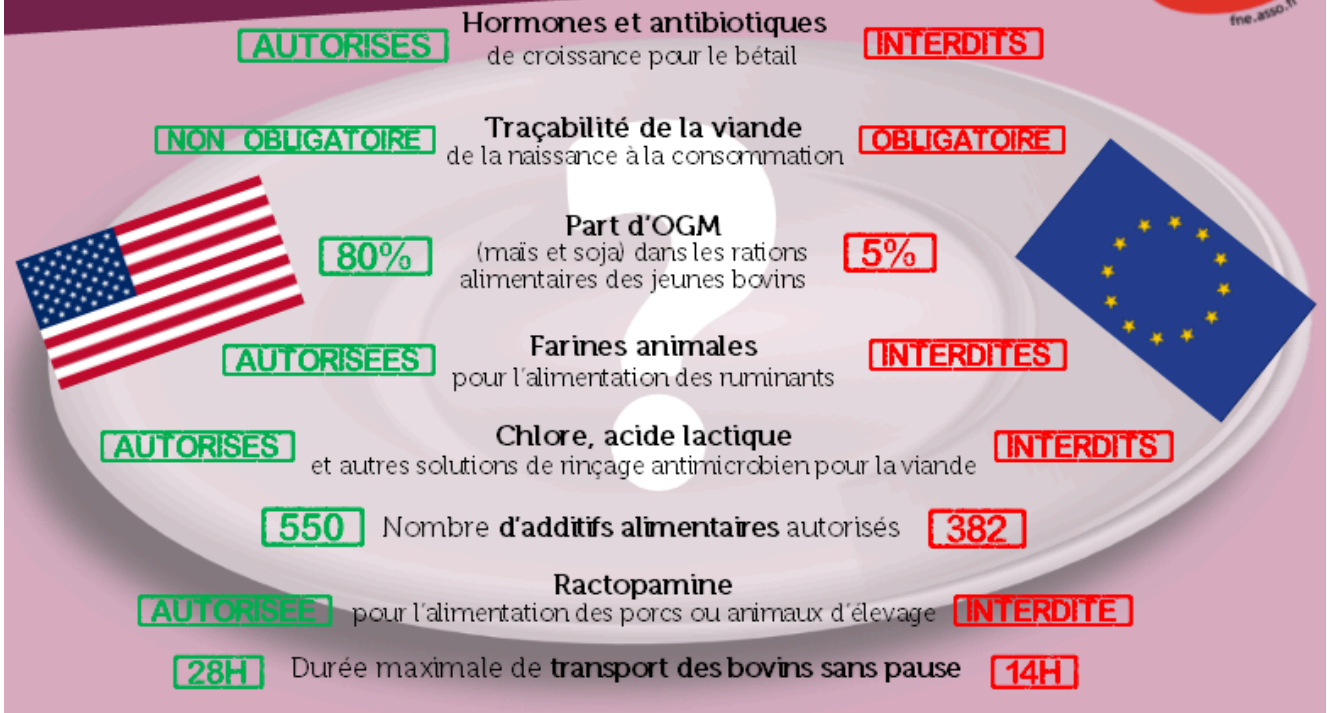 fne.asso.fr
Hormones et antibiotiques
AUTORISES
de croissance pour le bétail
INTERDITS
Traçabilité de la viande
NON OBLIGATOIRE
de la naissance à la consommation
OBLIGATOIRE
Part d'OGM
80%
(maïs et soja) dans les rations
alimentaires des jeunes bovins
5%
Farines animales
AUTORISEES
pour l'alimentation des ruminants
INTERDITES
Chlore, acide lactique
AUTORISES
et autres solutions de rinçage antimicrobien pour la viande
INTERDITS
550 Nombre d'additifs alimentaires autorisés 382
Ractopamine
AUTORISEE pour l'alimentation des porcs ou animaux d'élevage INTERDITE
28H Durée maximale de transport des bovins sans pause 14H